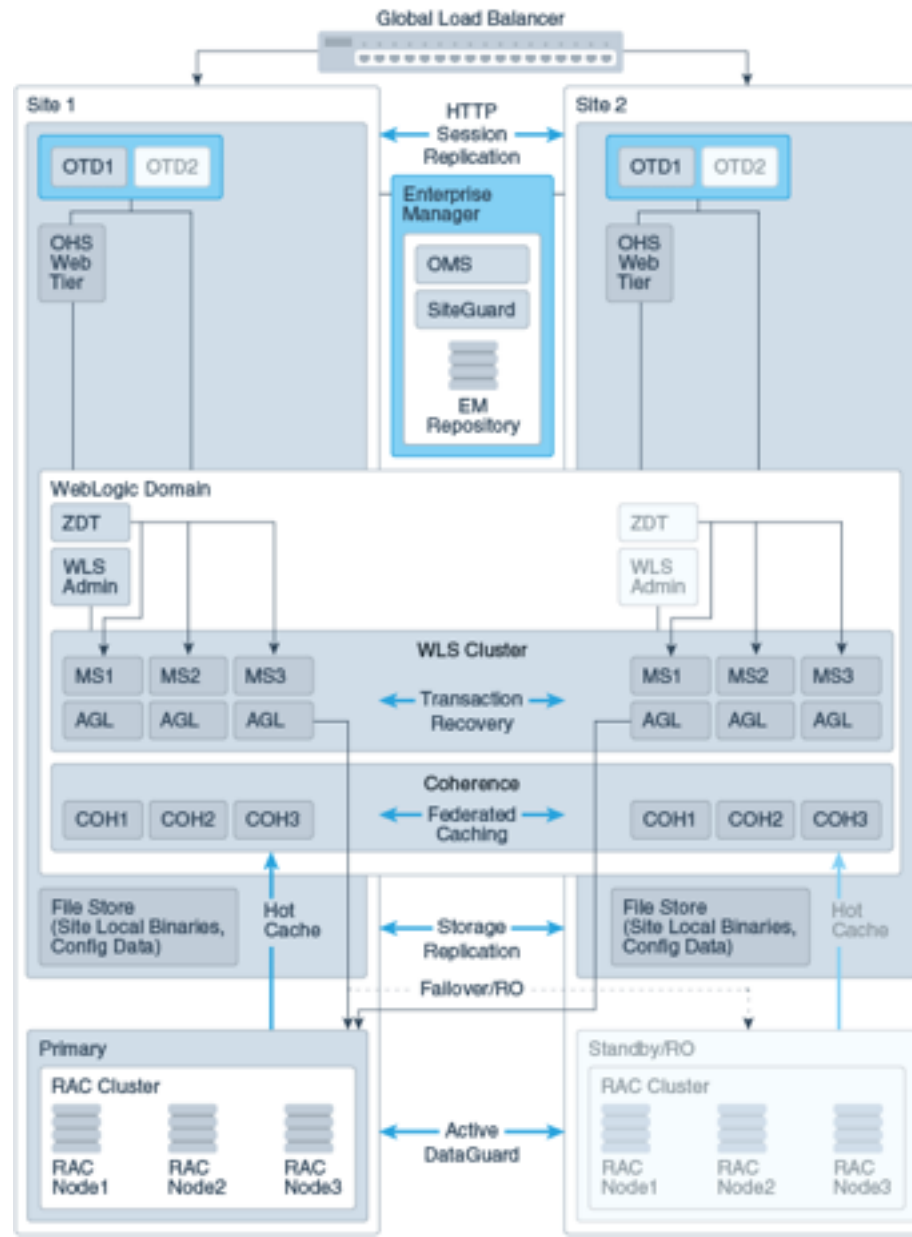 Global Load Balancer
Site 1
Site 2
HTTP
Session
Replication
OTD1
OTD2
OTD1
OTD2
Enterprise
Manager
OHS
Web
Tier
OHS
Web
Tier
OMS
SiteGuard
EM
Repository
WebLogic Domain
ZDT
ZDT
WLS
Admin
WLS
Admin
WLS Cluster
MS1
MS2
MS3
MS1
MS2
MS3
Transaction
Recovery
AGL
AGL
AGL
AGL
AGL
AGL
Coherence
COH1
COH2
COH3
Federated
Caching
COH1
COH2
COH3
File Store
(Site Local Binaries,
Config Data)
Hot
Cache
Storage
Replication
File Store
(Site Local Binaries,
Config Data)
Hot
Cache
Failover/RO
Primary
Standby/RO
RAC Cluster
RAC Cluster
RAC
Node1
RAC
Node2
RAC
Node3
Active
DataGuard
RAC
Node1
RAC
Node2
RAC
Node3